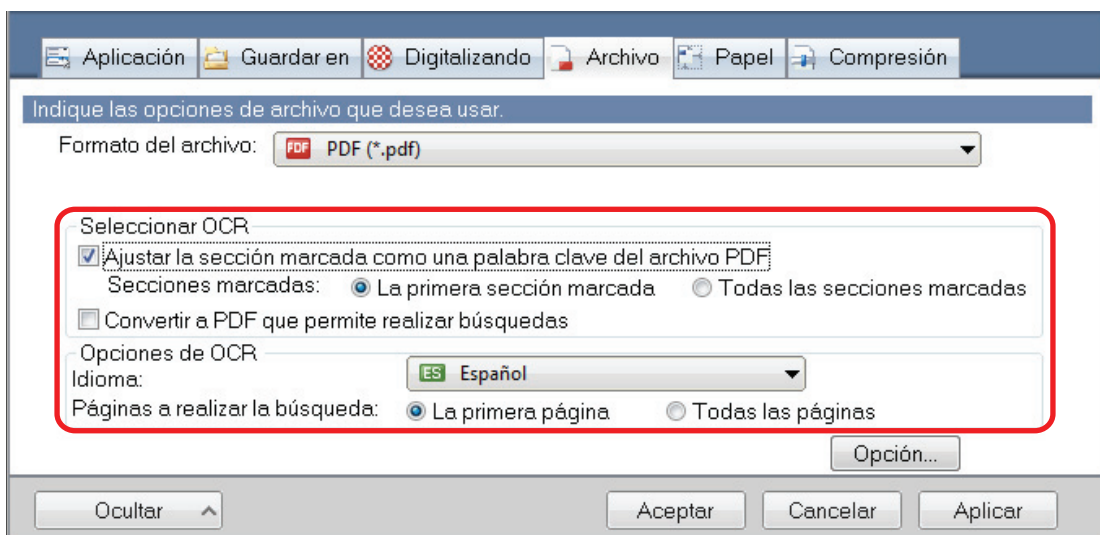 Aplicación Guardar en Digitalizando Archivo Papel Compresión
Indique las opciones de archivo que desea usar.
Formato del archivo: PDF PDF (*.pdf)
Seleccionar OCR
Ajustar la sección marcada como una palabra clave del archivo PDF
Secciones marcadas: La primera sección marcada Todas las secciones marcadas
Convertir a PDF que permite realizar búsquedas
Opciones de OCR
Idioma: ES Español
Páginas a realizar la búsqueda: La primera página Todas las páginas
Opción...
Ocultar Aceptar Cancelar Aplicar